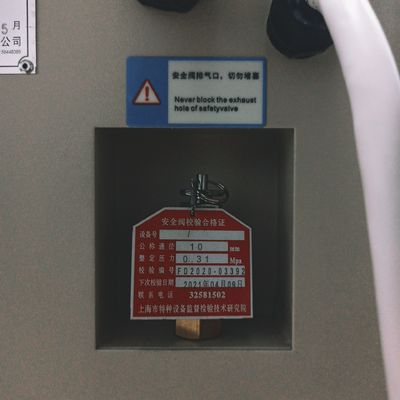 5 月
公司
安全阀排气口，切勿堵塞
Never block the exhaust
hole of safetyvalve
安全阀校验合格证
设备号 /
公称通径 10 mm
整定压力 0.31 Mpa
校验编号 FD2020-03392
下次校验日期 2021年04月09日
联系电话 32581502
上海市特种设备监督检验技术研究院